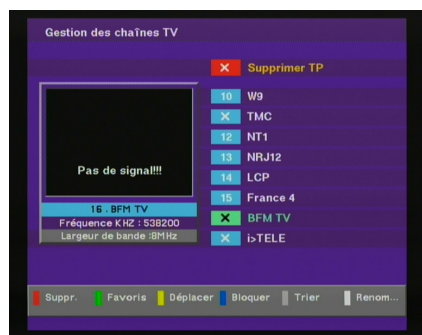 Gestion des chaînes TV
Supprimer TP
10 W9
TMC
12 NT1
13 NRJ12
14 LCP
15 France 4
BFM TV
i>TELE
Pas de signal!!!
16 . BFM TV
Fréquence KHZ : 538200
Largeur de bande :8MHz
Suppr. Favoris Déplacer Bloquer Trier Renom...